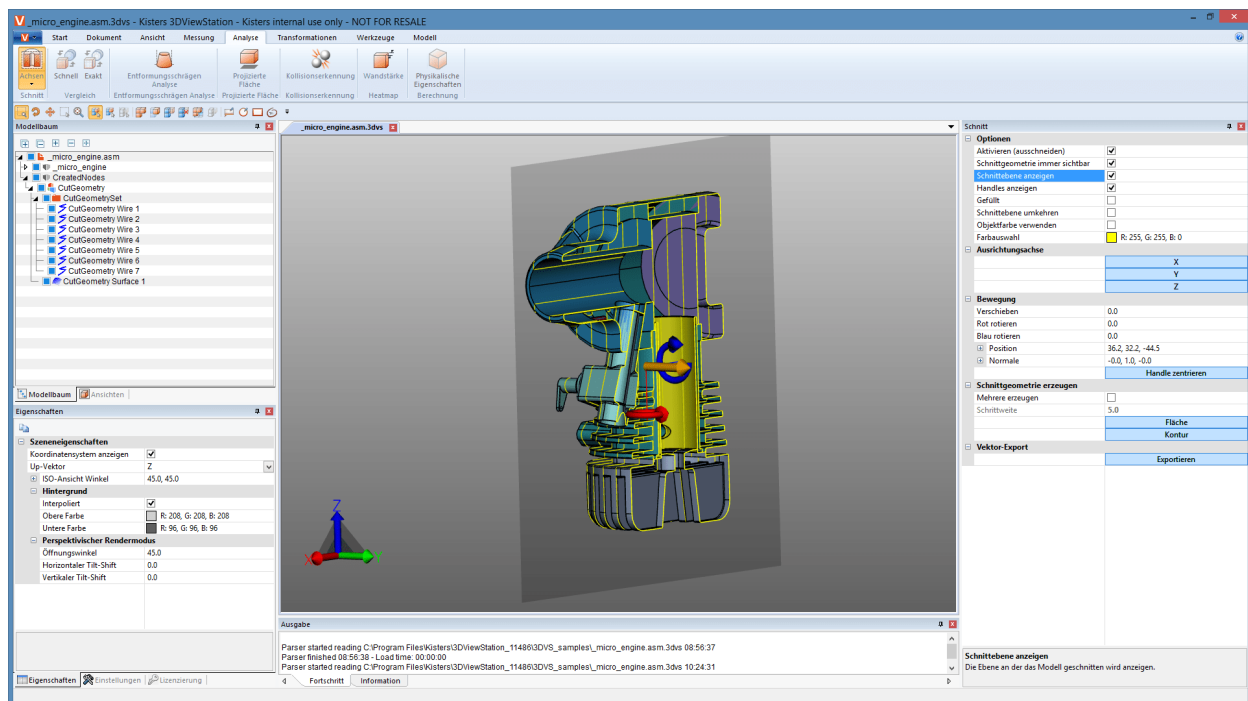 _micro_engine.asm.3dvs - Kisters 3DViewStation - Kisters internal use only - NOT FOR RESALE
Start Dokument Ansicht Messung Analyse Transformationen Werkzeuge Modell
Achsen Schnell Exakt Entformungsschrägen Analyse Projizierte Fläche Kollisionserkennung Wandstärke Physikalische Eigenschaften
Schnitt Vergleich Entformungsschrägen Analyse Projizierte Fläche Kollisionserkennung Heatmap Berechnung
Modellbaum
_micro_engine.asm
_micro_engine
CreatedNodes
CutGeometry
CutGeometrySet
CutGeometry Wire 1
CutGeometry Wire 2
CutGeometry Wire 3
CutGeometry Wire 4
CutGeometry Wire 5
CutGeometry Wire 6
CutGeometry Wire 7
CutGeometry Surface 1
Modellbaum Ansichten
Eigenschaften
Szeneneigenschaften
Koordinatensystem anzeigen
Up-Vektor Z
ISO-Ansicht Winkel 45.0, 45.0
Hintergrund
Interpoliert
Obere Farbe R: 208, G: 208, B: 208
Untere Farbe R: 96, G: 96, B: 96
Perspektivischer Rendermodus
Öffnungswinkel 45.0
Horizontaler Tilt-Shift 0.0
Vertikaler Tilt-Shift 0.0
Eigenschaften Einstellungen Lizenzierung
_micro_engine.asm.3dvs
Z
X
Y
Ausgabe
Parser started reading C:\Program Files\Kisters\3DViewStation_11486\3DVS_samples\_micro_engine.asm.3dvs 08:56:37
Parser finished 08:56:38 - Load time: 00:00:00
Parser started reading C:\Program Files\Kisters\3DViewStation_11486\3DVS_samples\_micro_engine.asm.3dvs 10:24:31
Fortschritt Information
Schnitt
Optionen
Aktivieren (ausschneiden)
Schnittgeometrie immer sichtbar
Schnittebene anzeigen
Handles anzeigen
Gefüllt
Schnittebene umkehren
Objektfarbe verwenden
Farbauswahl R: 255, G: 255, B: 0
Ausrichtungsachse
X
Y
Z
Bewegung
Verschieben 0.0
Rot rotieren 0.0
Blau rotieren 0.0
Position 36.2, 32.2, -44.5
Normale -0.0, 1.0, -0.0
Handle zentrieren
Schnittgeometrie erzeugen
Mehrere erzeugen
Schrittweite 5.0
Fläche
Kontur
Vektor-Export
Exportieren
Schnittebene anzeigen
Die Ebene an der das Modell geschnitten wird anzeigen.